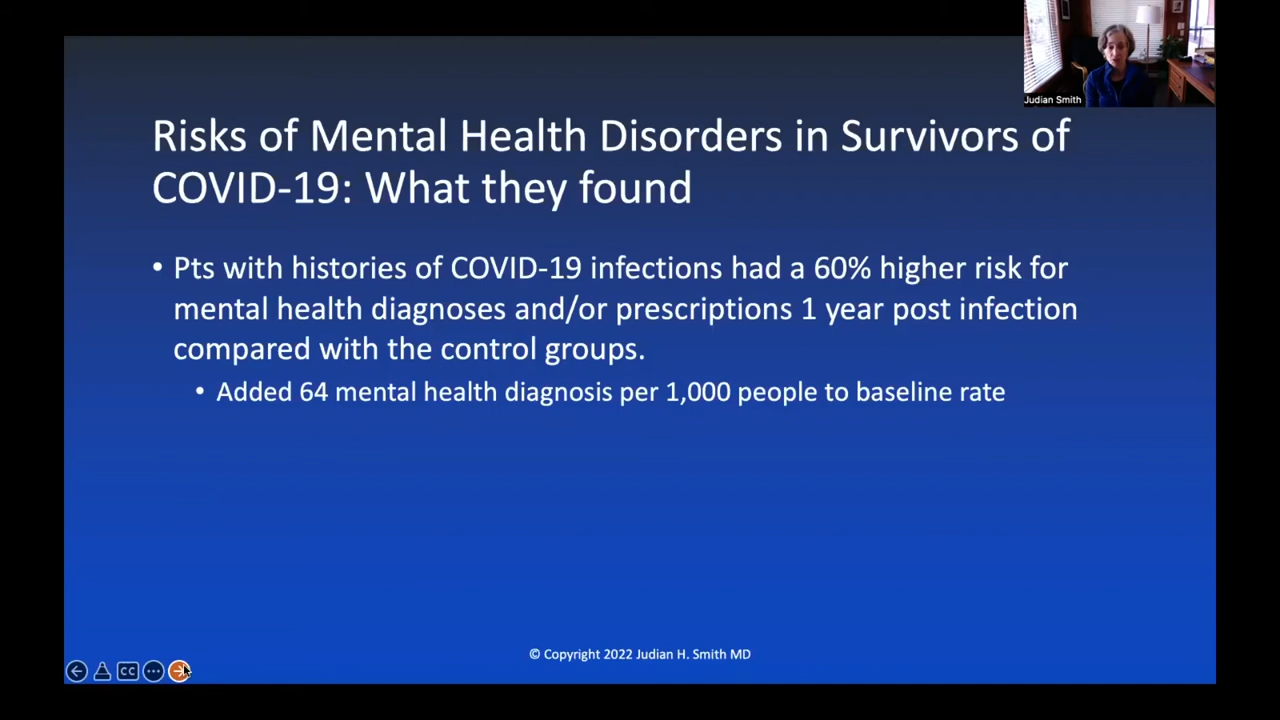 Judian Smith
Risks of Mental Health Disorders in Survivors of
COVID-19: What they found
• Pts with histories of COVID-19 infections had a 60% higher risk for
mental health diagnoses and/or prescriptions 1 year post infection
compared with the control groups.
• Added 64 mental health diagnosis per 1,000 people to baseline rate
© Copyright 2022 Judian H. Smith MD
CC